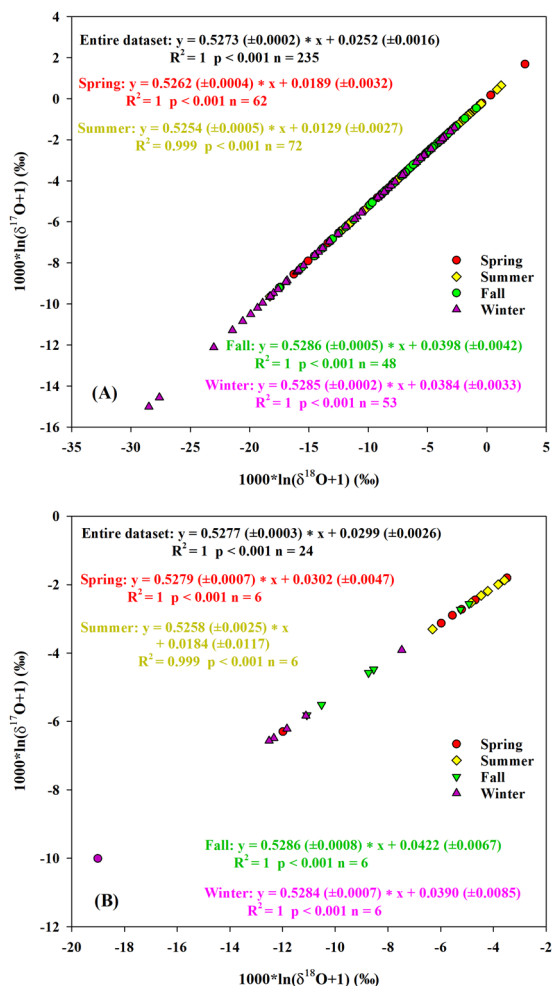 4
2
0
-2
-4
-6
-8
-10
-12
-14
-16
1000*ln(δ¹⁷O+1) (‰)
Entire dataset: y = 0.5273 (±0.0002) * x + 0.0252 (±0.0016)
R² = 1 p < 0.001 n = 235
Spring: y = 0.5262 (±0.0004) * x + 0.0189 (±0.0032)
R² = 1 p < 0.001 n = 62
Summer: y = 0.5254 (±0.0005) * x + 0.0129 (±0.0027)
R² = 0.999 p < 0.001 n = 72
Spring
Summer
Fall
Winter
Fall: y = 0.5286 (±0.0005) * x + 0.0398 (±0.0042)
R² = 1 p < 0.001 n = 48
Winter: y = 0.5285 (±0.0002) * x + 0.0384 (±0.0033)
R² = 1 p < 0.001 n = 53
(A)
-35 -30 -25 -20 -15 -10 -5 0 5
1000*ln(δ¹⁸O+1) (‰)
0
-2
-4
-6
-8
-10
-12
1000*ln(δ¹⁷O+1) (‰)
Entire dataset: y = 0.5277 (±0.0003) * x + 0.0299 (±0.0026)
R² = 1 p < 0.001 n = 24
Spring: y = 0.5279 (±0.0007) * x + 0.0302 (±0.0047)
R² = 1 p < 0.001 n = 6
Summer: y = 0.5258 (±0.0025) * x
+ 0.0184 (±0.0117)
R² = 0.999 p < 0.001 n = 6
Spring
Summer
Fall
Winter
Fall: y = 0.5286 (±0.0008) * x + 0.0422 (±0.0067)
R² = 1 p < 0.001 n = 6
Winter: y = 0.5284 (±0.0007) * x + 0.0390 (±0.0085)
R² = 1 p < 0.001 n = 6
(B)
-20 -18 -16 -14 -12 -10 -8 -6 -4 -2
1000*ln(δ¹⁸O+1) (‰)